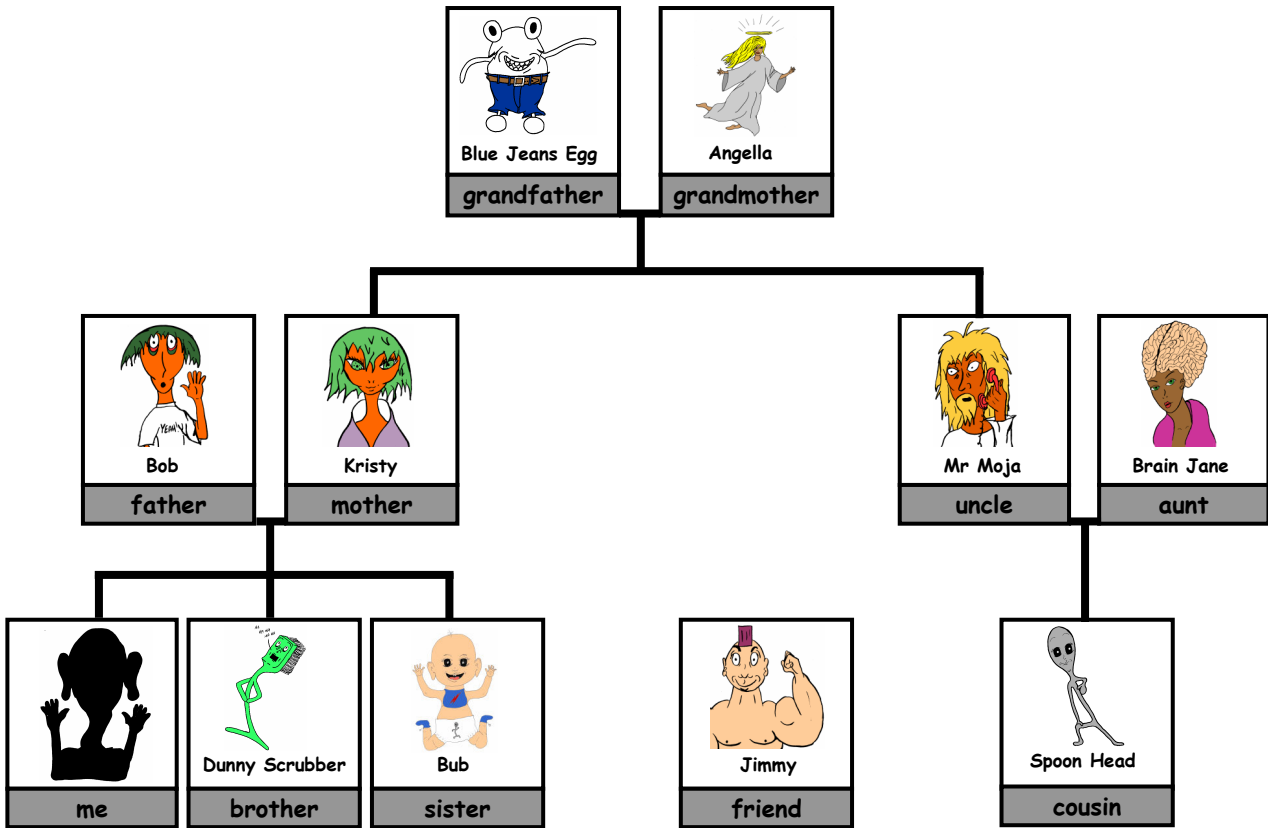 Blue Jeans Egg
grandfather
Angella
grandmother
Bob
father
Kristy
mother
Mr Moja
uncle
Brain Jane
aunt
YEAH
me
Dunny Scrubber
brother
Bub
sister
Jimmy
friend
Spoon Head
cousin